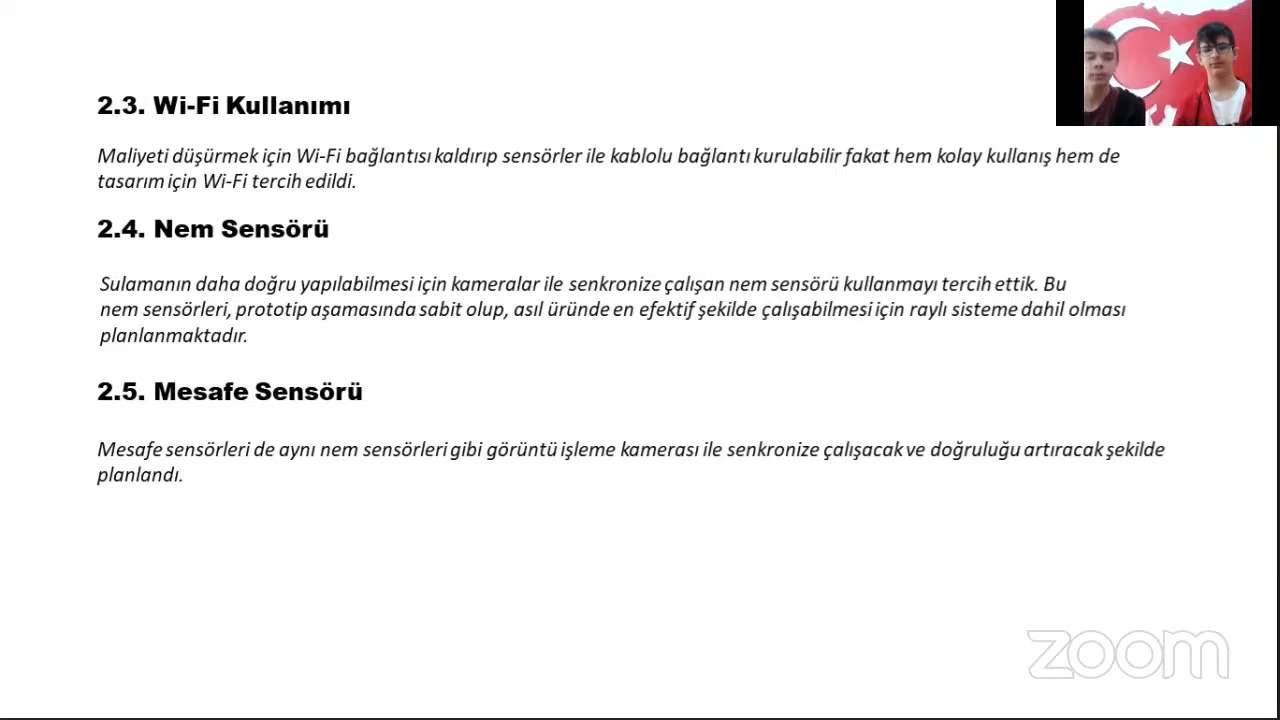 2.3. Wi-Fi Kullanımı
Maliyeti düşürmek için Wi-Fi bağlantısı kaldırıp sensörler ile kablolu bağlantı kurulabilir fakat hem kolay kullanış hem de
tasarım için Wi-Fi tercih edildi.
2.4. Nem Sensörü
Sulamanın daha doğru yapılabilmesi için kameralar ile senkronize çalışan nem sensörü kullanmayı tercih ettik. Bu
nem sensörleri, prototip aşamasında sabit olup, asıl üründe en efektif şekilde çalışabilmesi için raylı sisteme dahil olması
planlanmaktadır.
2.5. Mesafe Sensörü
Mesafe sensörleri de aynı nem sensörleri gibi görüntü işleme kamerası ile senkronize çalışacak ve doğruluğu artıracak şekilde
planlandı.
zoom